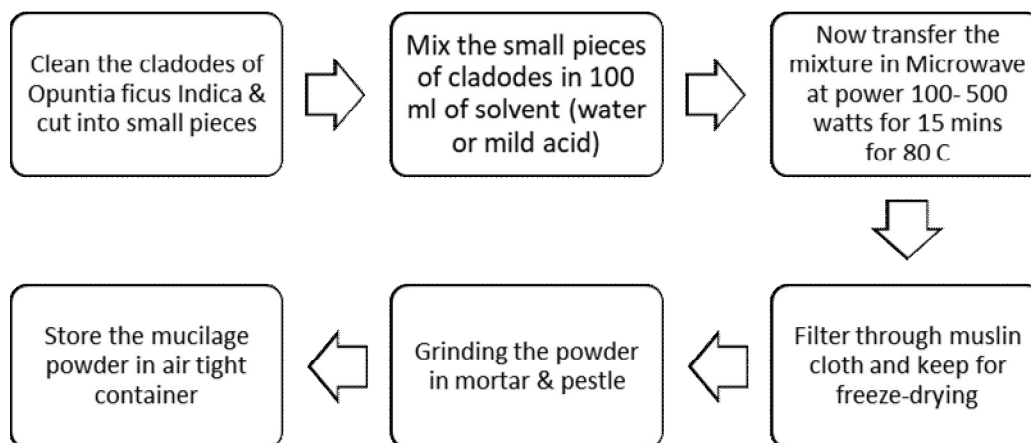 Clean the cladodes of
Opuntia ficus Indica &
cut into small pieces
Mix the small pieces
of cladodes in 100
ml of solvent (water
or mild acid)
Now transfer the
mixture in Microwave
at power 100- 500
watts for 15 mins
for 80 C
Filter through muslin
cloth and keep for
freeze-drying
Grinding the powder
in mortar & pestle
Store the mucilage
powder in air tight
container